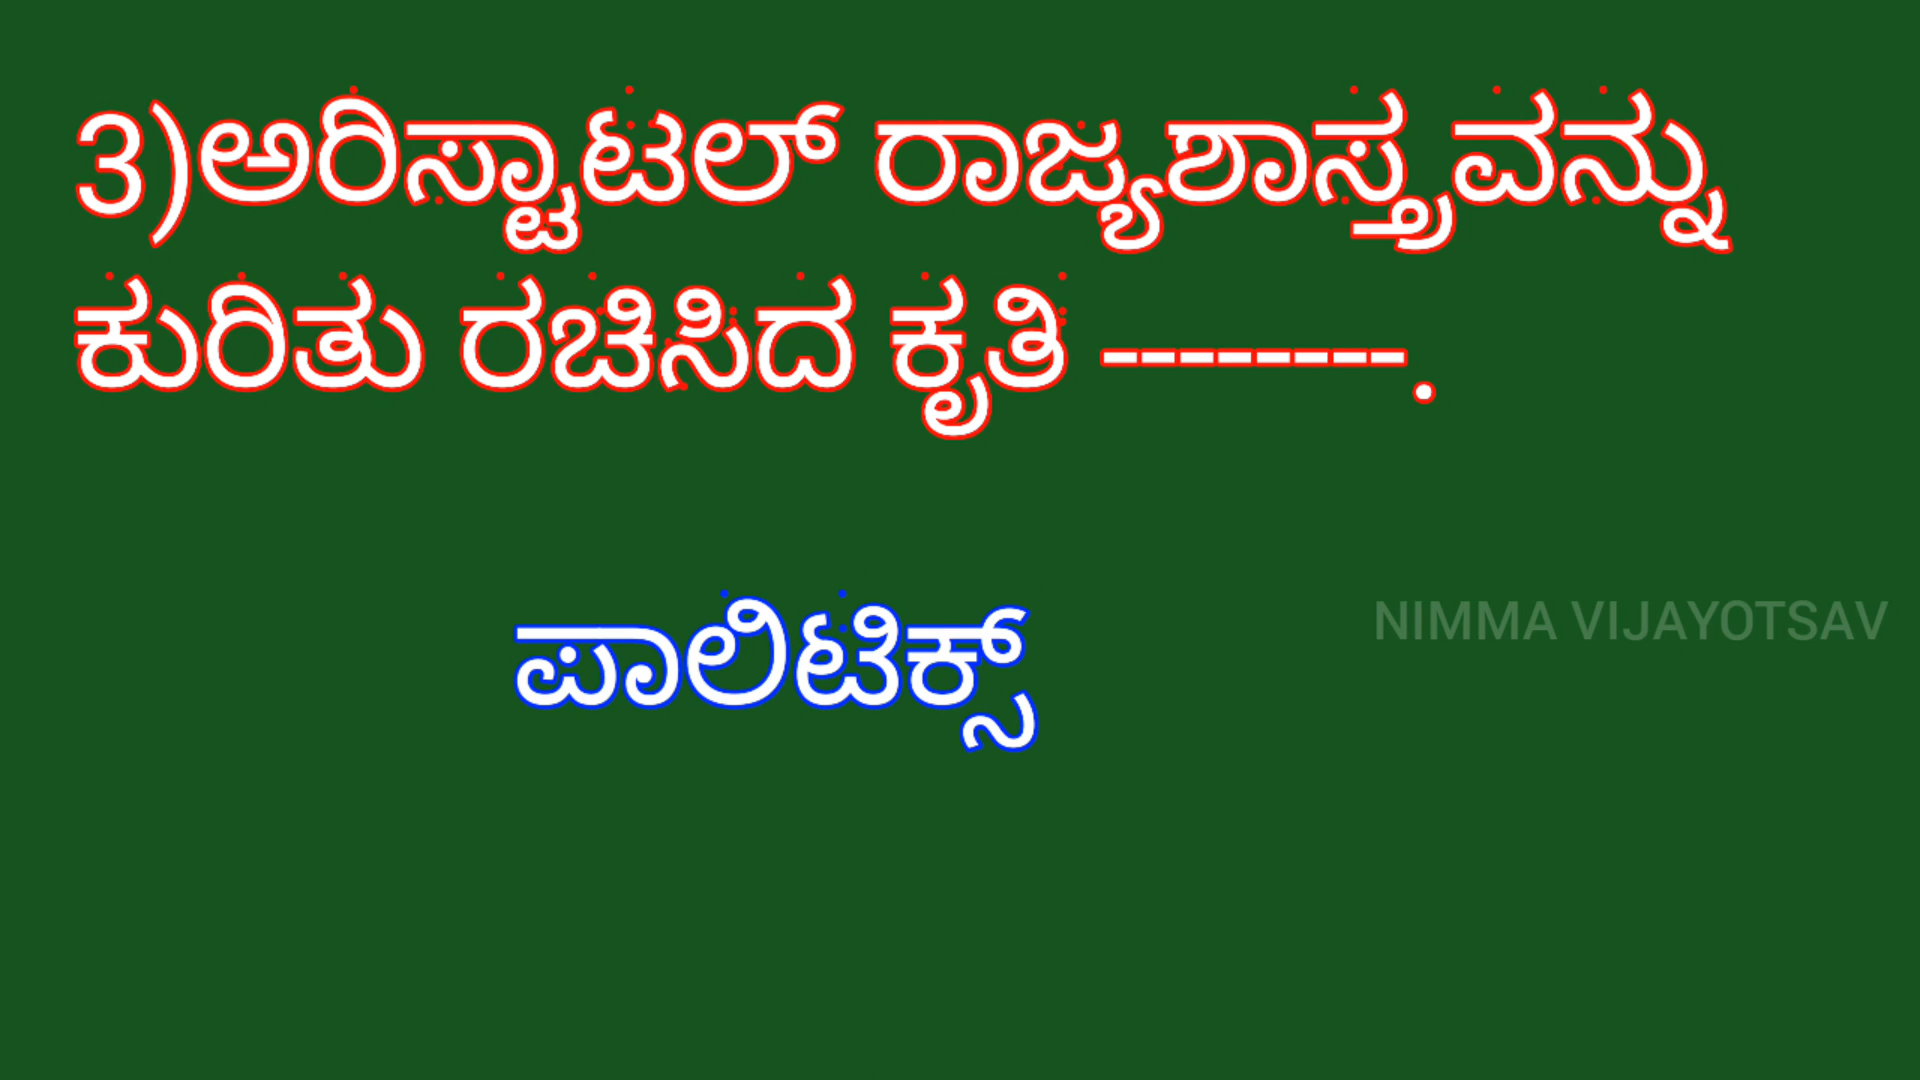 3)ಅರಿಸ್ಟಾಟಲ್ ರಾಜ್ಯಶಾಸ್ತ್ರವನ್ನು
ಕುರಿತು ರಚಿಸಿದ ಕೃತಿ --------.
ಪಾಲಿಟಿಕ್ಸ್
NIMMA VIJAYOTSAV